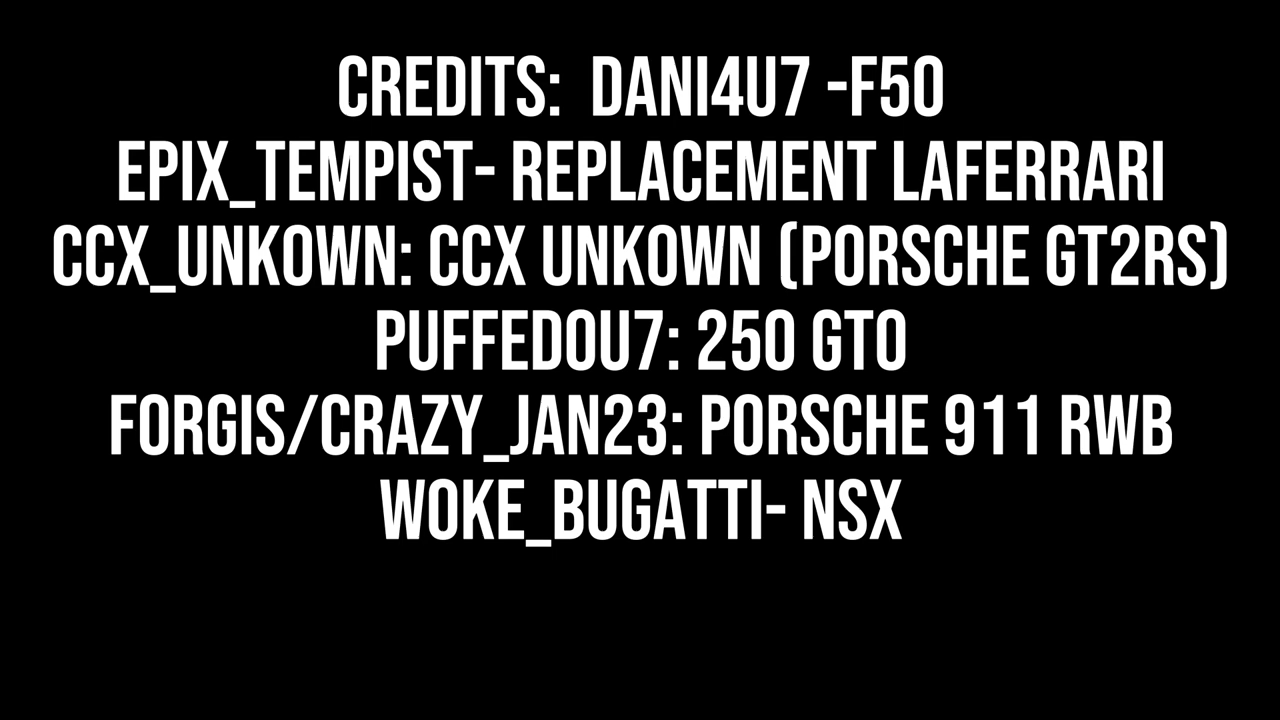 CREDITS:  DANI4U7 -F50
EPIX_TEMPIST- REPLACEMENT LAFERRARI
CCX_UNKOWN: CCX UNKOWN (PORSCHE GT2RS)
PUFFEDOU7: 250 GTO
FORGIS/CRAZY_JAN23: PORSCHE 911 RWB
WOKE_BUGATTI- NSX